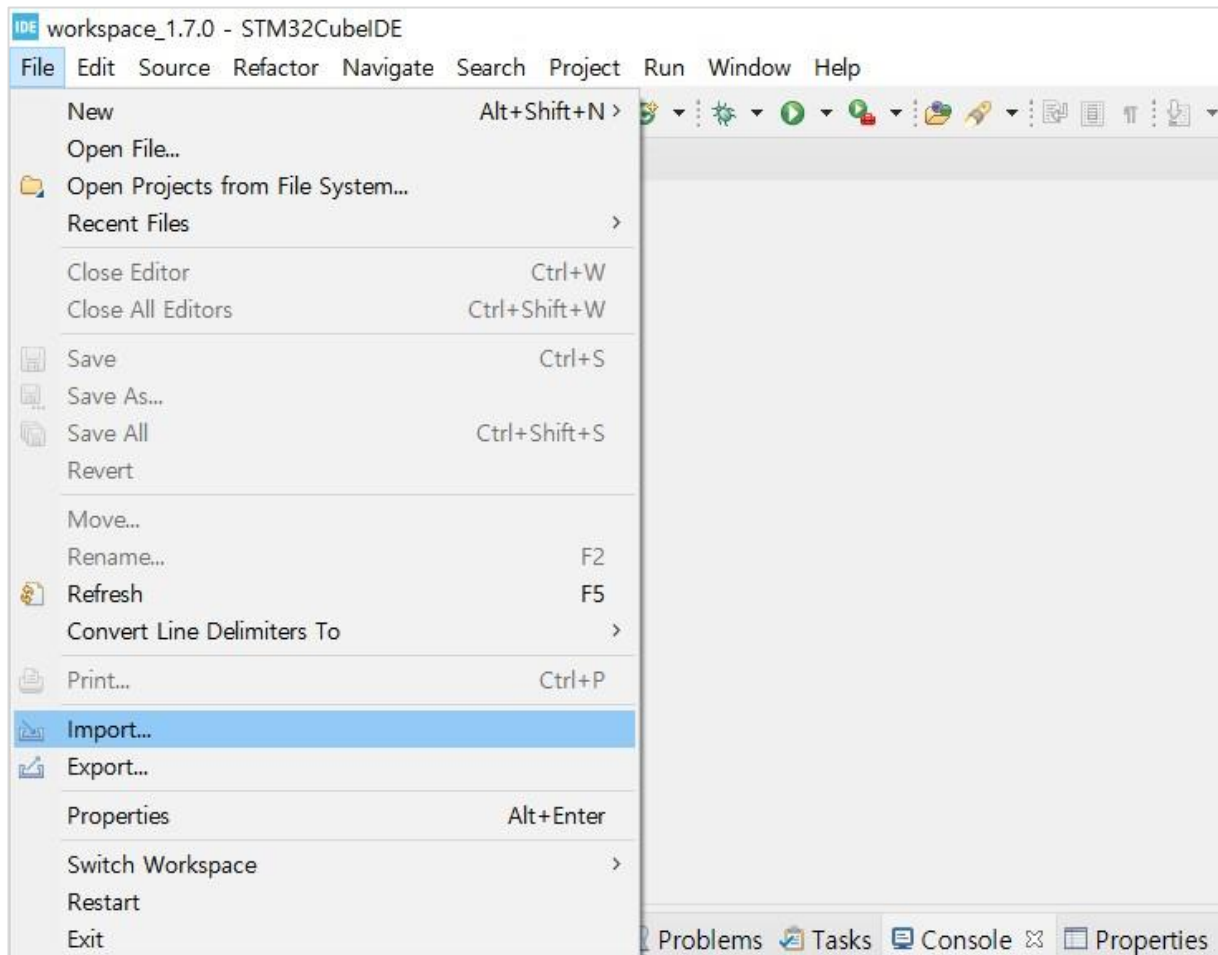 IDE workspace_1.7.0 - STM32CubeIDE
File Edit Source Refactor Navigate Search Project Run Window Help
New Alt+Shift+N >
Open File...
Open Projects from File System...
Recent Files >
Close Editor Ctrl+W
Close All Editors Ctrl+Shift+W
Save Ctrl+S
Save As...
Save All Ctrl+Shift+S
Revert
Move...
Rename... F2
Refresh F5
Convert Line Delimiters To >
Print... Ctrl+P
Import...
Export...
Properties Alt+Enter
Switch Workspace >
Restart
Exit
Problems Tasks Console Properties